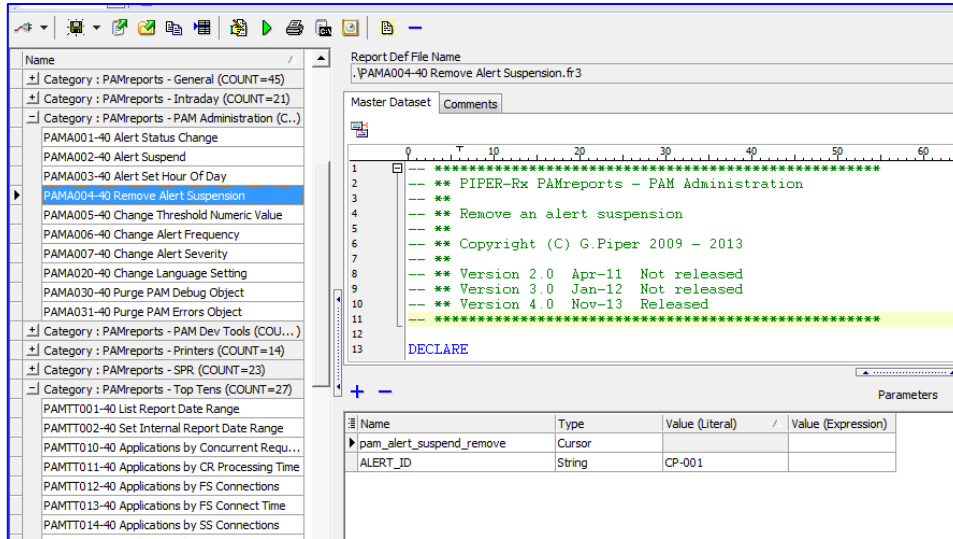 Name
Category : PAMreports - General (COUNT=45)
Category : PAMreports - Intraday (COUNT=21)
Category : PAMreports - PAM Administration (C..)
PAMA001-40 Alert Status Change
PAMA002-40 Alert Suspend
PAMA003-40 Alert Set Hour Of Day
PAMA004-40 Remove Alert Suspension
PAMA005-40 Change Threshold Numeric Value
PAMA006-40 Change Alert Frequency
PAMA007-40 Change Alert Severity
PAMA020-40 Change Language Setting
PAMA030-40 Purge PAM Debug Object
PAMA031-40 Purge PAM Errors Object
Category : PAMreports - PAM Dev Tools (COU... )
Category : PAMreports - Printers (COUNT=14)
Category : PAMreports - SPR (COUNT=23)
Category : PAMreports - Top Tens (COUNT=27)
PAMTT001-40 List Report Date Range
PAMTT002-40 Set Internal Report Date Range
PAMTT010-40 Applications by Concurrent Requ...
PAMTT011-40 Applications by CR Processing Time
PAMTT012-40 Applications by FS Connections
PAMTT013-40 Applications by FS Connect Time
PAMTT014-40 Applications by SS Connections
Report Def File Name
.\PAMA004-40 Remove Alert Suspension.fr3
Master Dataset Comments
0 10 20 30 40 50 60
1 -- *******************************************************
2 -- ** PIPER-Rx PAMreports - PAM Administration
3 -- **
4 -- ** Remove an alert suspension
5 -- **
6 -- ** Copyright (C) G.Piper 2009 - 2013
7 -- **
8 -- ** Version 2.0 Apr-11 Not released
9 -- ** Version 3.0 Jan-12 Not released
10 -- ** Version 4.0 Nov-13 Released
11 -- *******************************************************
12
13 DECLARE
Parameters
Name Type Value (Literal) Value (Expression)
pam_alert_suspend_remove Cursor
ALERT_ID String CP-001